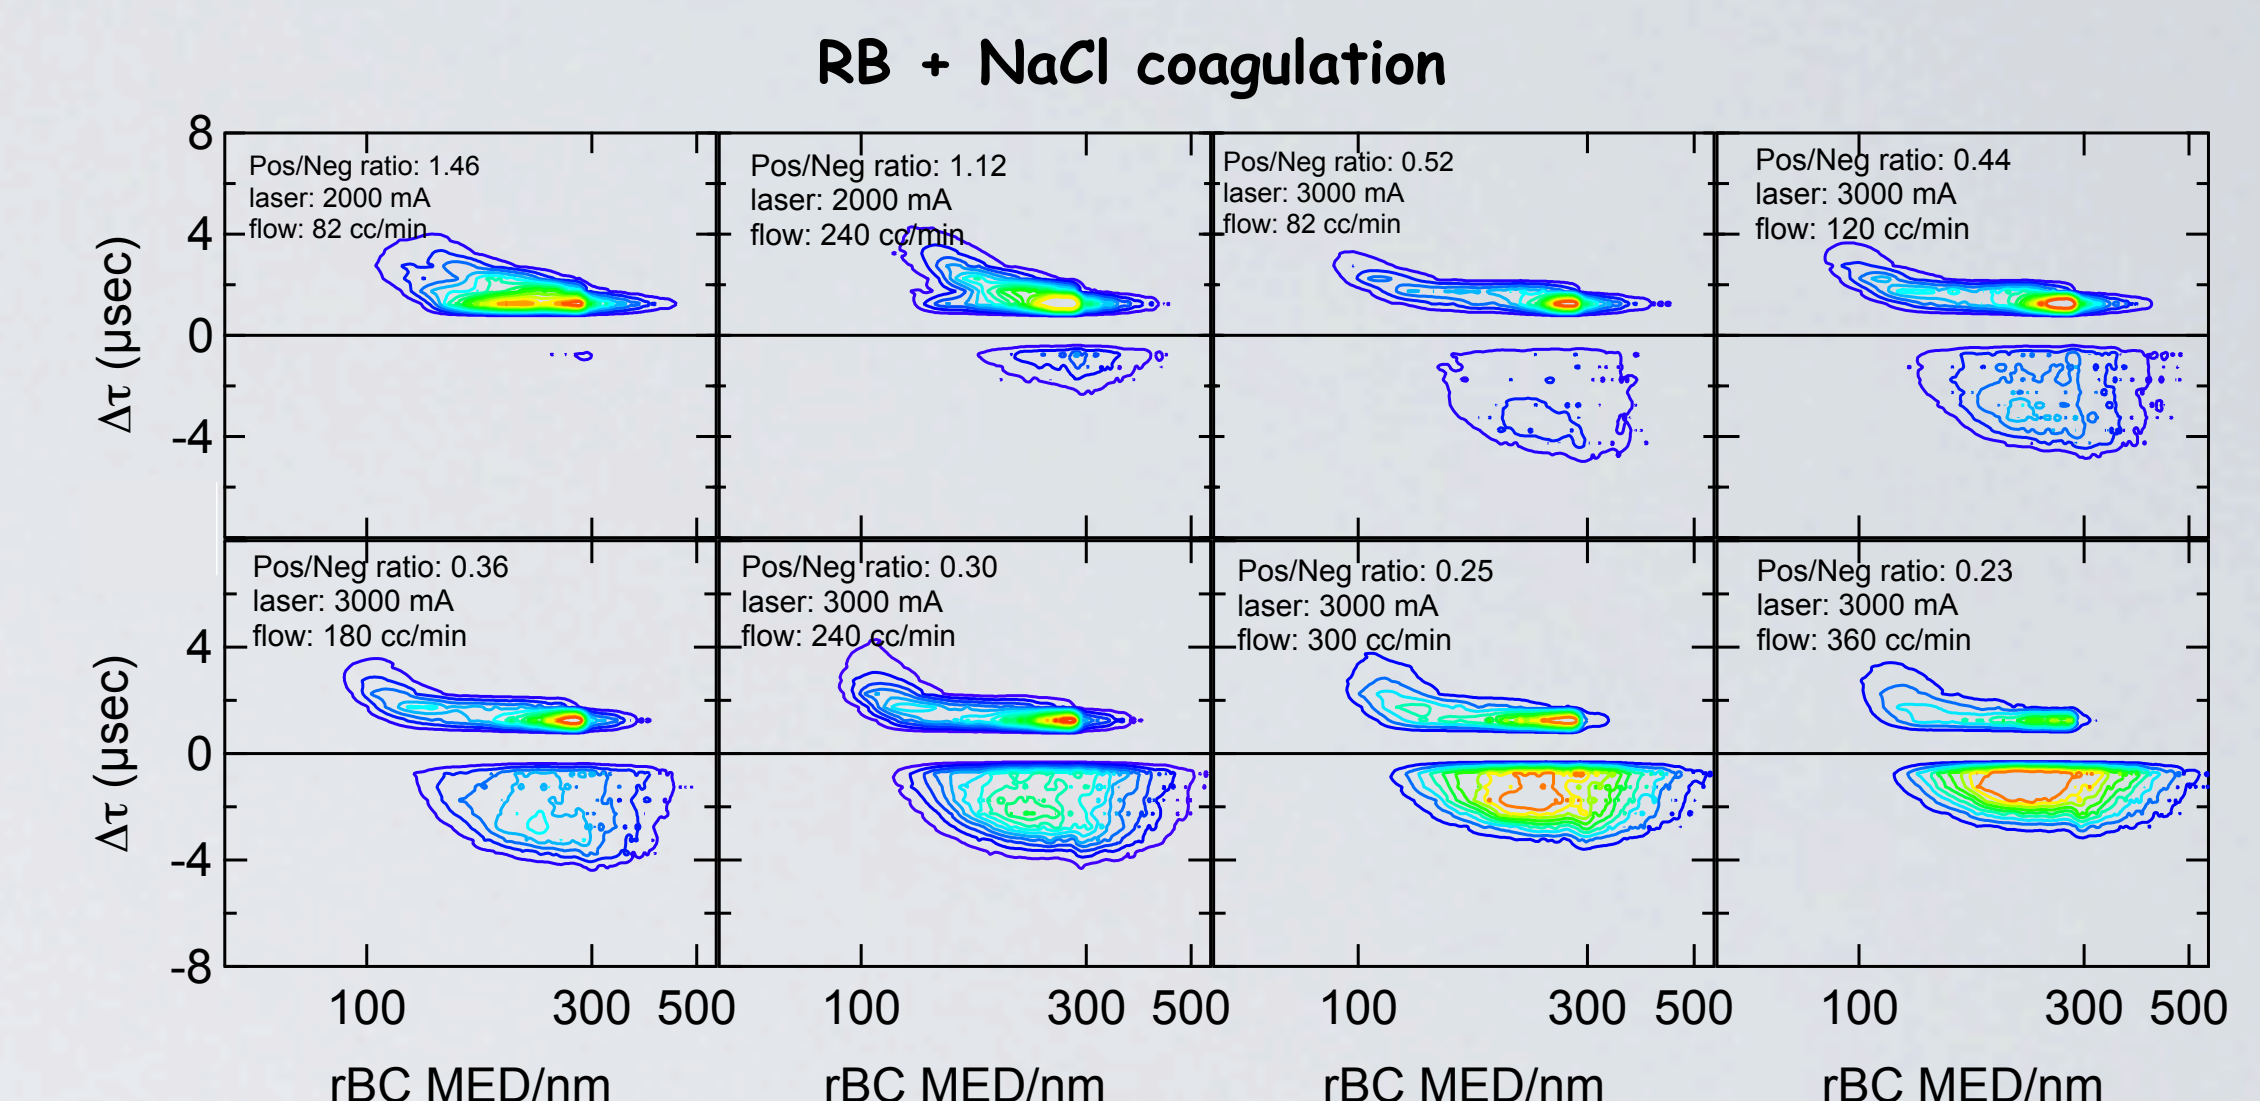 RB + NaCl coagulation
8
4
0
-4
Δτ (μsec)
Pos/Neg ratio: 1.46
laser: 2000 mA
flow: 82 cc/min
Pos/Neg ratio: 1.12
laser: 2000 mA
flow: 240 cc/min
Pos/Neg ratio: 0.52
laser: 3000 mA
flow: 82 cc/min
Pos/Neg ratio: 0.44
laser: 3000 mA
flow: 120 cc/min
4
0
-4
-8
Δτ (μsec)
Pos/Neg ratio: 0.36
laser: 3000 mA
flow: 180 cc/min
Pos/Neg ratio: 0.30
laser: 3000 mA
flow: 240 cc/min
Pos/Neg ratio: 0.25
laser: 3000 mA
flow: 300 cc/min
Pos/Neg ratio: 0.23
laser: 3000 mA
flow: 360 cc/min
100 300 500 100 300 500 100 300 500 100 300 500
rBC MED/nm rBC MED/nm rBC MED/nm rBC MED/nm